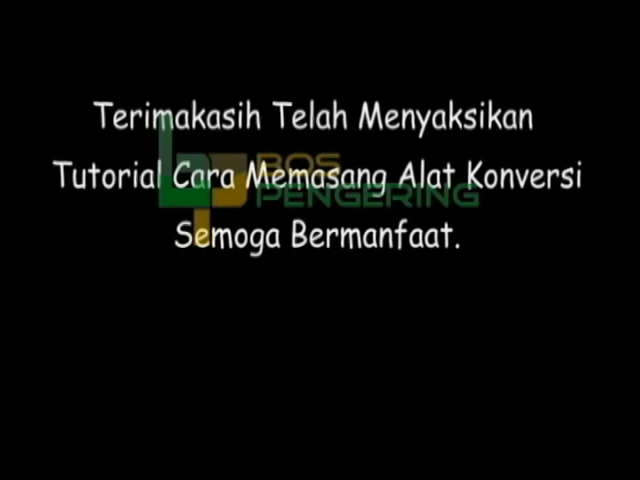 Terimakasih Telah Menyaksikan
Tutorial Cara Memasang Alat Konversi
Semoga Bermanfaat.
BOS
PENGERING